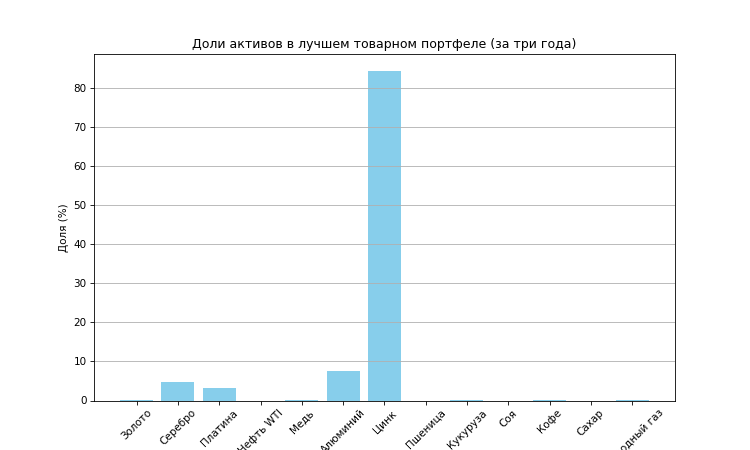 Доли активов в лучшем товарном портфеле (за три года)
Доля (%)
80
70
60
50
40
30
20
10
0
Золото
Серебро
Платина
Нефть WTI
Медь
Алюминий
Цинк
Пшеница
Кукуруза
Соя
Кофе
Сахар
одный газ